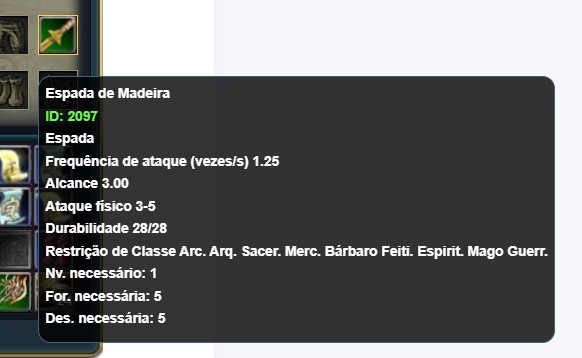 Espada de Madeira
ID: 2097
Espada
Frequência de ataque (vezes/s) 1.25
Alcance 3.00
Ataque físico 3-5
Durabilidade 28/28
Restrição de Classe Arc. Arq. Sacer. Merc. Bárbaro Feiti. Espirit. Mago Guerr.
Nv. necessário: 1
For. necessária: 5
Des. necessária: 5